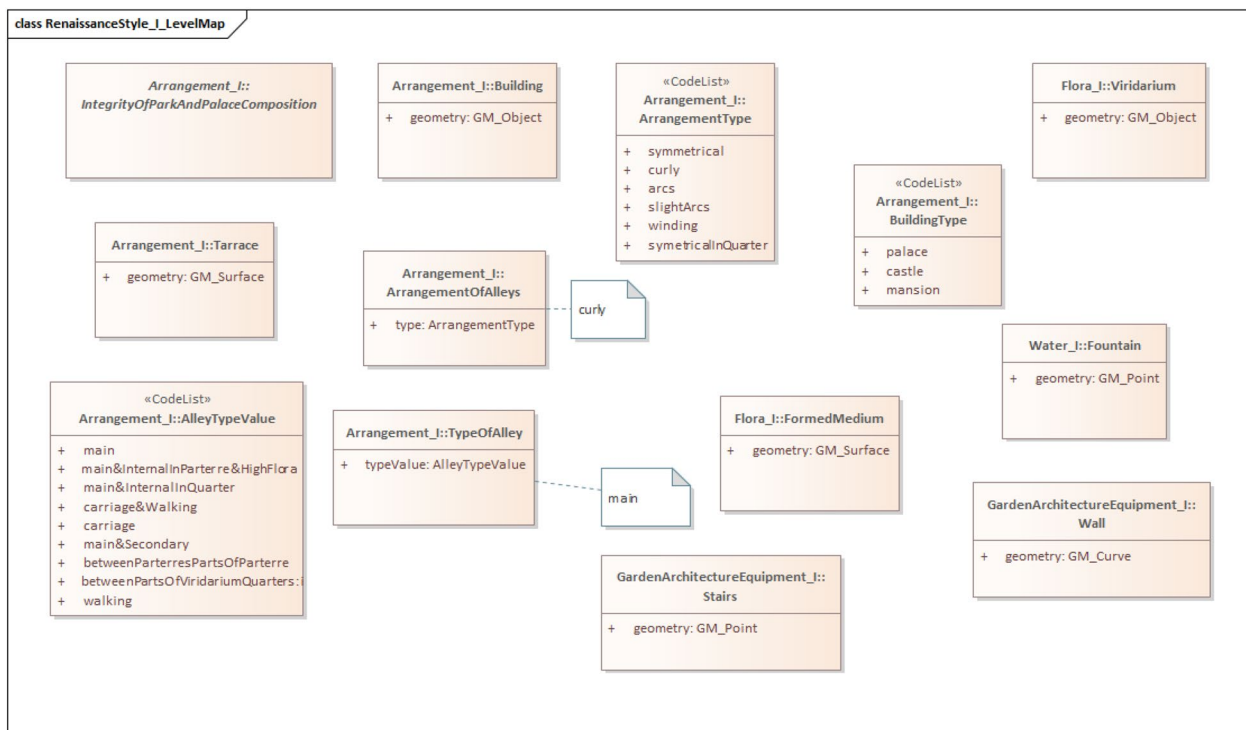 class RenaissanceStyle_I_LevelMap
Arrangement_I::
IntegrityOfParkAndPalaceComposition
Arrangement_I::Building
+ geometry: GM_Object
«CodeList»
Arrangement_I::
ArrangementType
+ symmetrical
+ curly
+ arcs
+ slightArcs
+ winding
+ symetricalInQuarter
Flora_I::Viridarium
+ geometry: GM_Object
«CodeList»
Arrangement_I::
BuildingType
+ palace
+ castle
+ mansion
Arrangement_I::Tarrace
+ geometry: GM_Surface
Arrangement_I::
ArrangementOfAlleys
+ type: ArrangementType
curly
Water_I::Fountain
+ geometry: GM_Point
«CodeList»
Arrangement_I::AlleyTypeValue
+ main
+ main&InternalInParterre&HighFlora
+ main&InternalInQuarter
+ carriage&Walking
+ carriage
+ main&Secondary
+ betweenParterresPartsOfParterre
+ betweenPartsOfViridariumQuarters:i
+ walking
Arrangement_I::TypeOfAlley
+ typeValue: AlleyTypeValue
main
Flora_I::FormedMedium
+ geometry: GM_Surface
GardenArchitectureEquipment_I::
Wall
+ geometry: GM_Curve
GardenArchitectureEquipment_I::
Stairs
+ geometry: GM_Point